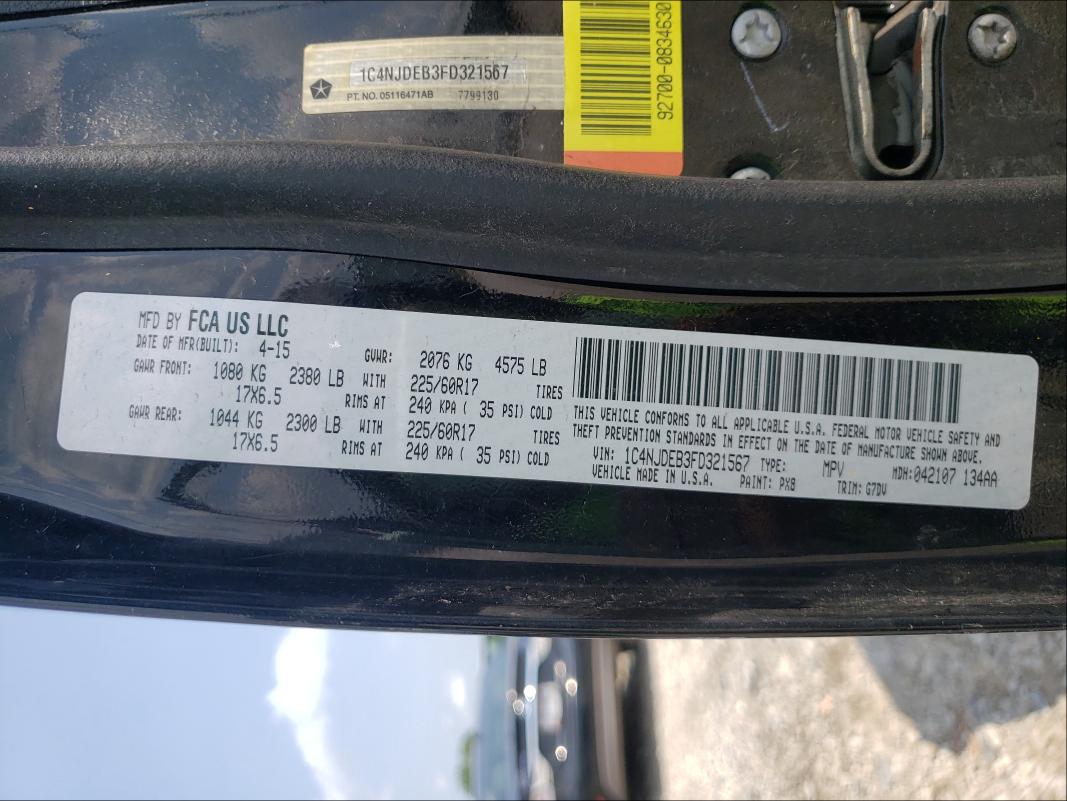 1C4NJDEB3FD321567
PT. NO. 05116471AB 7799130
92700-0834630
MFD BY FCA US LLC
DATE OF MFR(BUILT): 4-15 GVWR: 2076 KG 4575 LB
GAWR FRONT: 1080 KG 2380 LB WITH 225/60R17 TIRES
17X6.5 RIMS AT 240 KPA ( 35 PSI) COLD
GAWR REAR: 1044 KG 2300 LB WITH 225/60R17 TIRES
17X6.5 RIMS AT 240 KPA ( 35 PSI) COLD
THIS VEHICLE CONFORMS TO ALL APPLICABLE U.S.A. FEDERAL MOTOR VEHICLE SAFETY AND
THEFT PREVENTION STANDARDS IN EFFECT ON THE DATE OF MANUFACTURE SHOWN ABOVE.
VIN: 1C4NJDEB3FD321567 TYPE: MPV MDH:042107 134AA
VEHICLE MADE IN U.S.A. PAINT: PX8 TRIM: G7DV